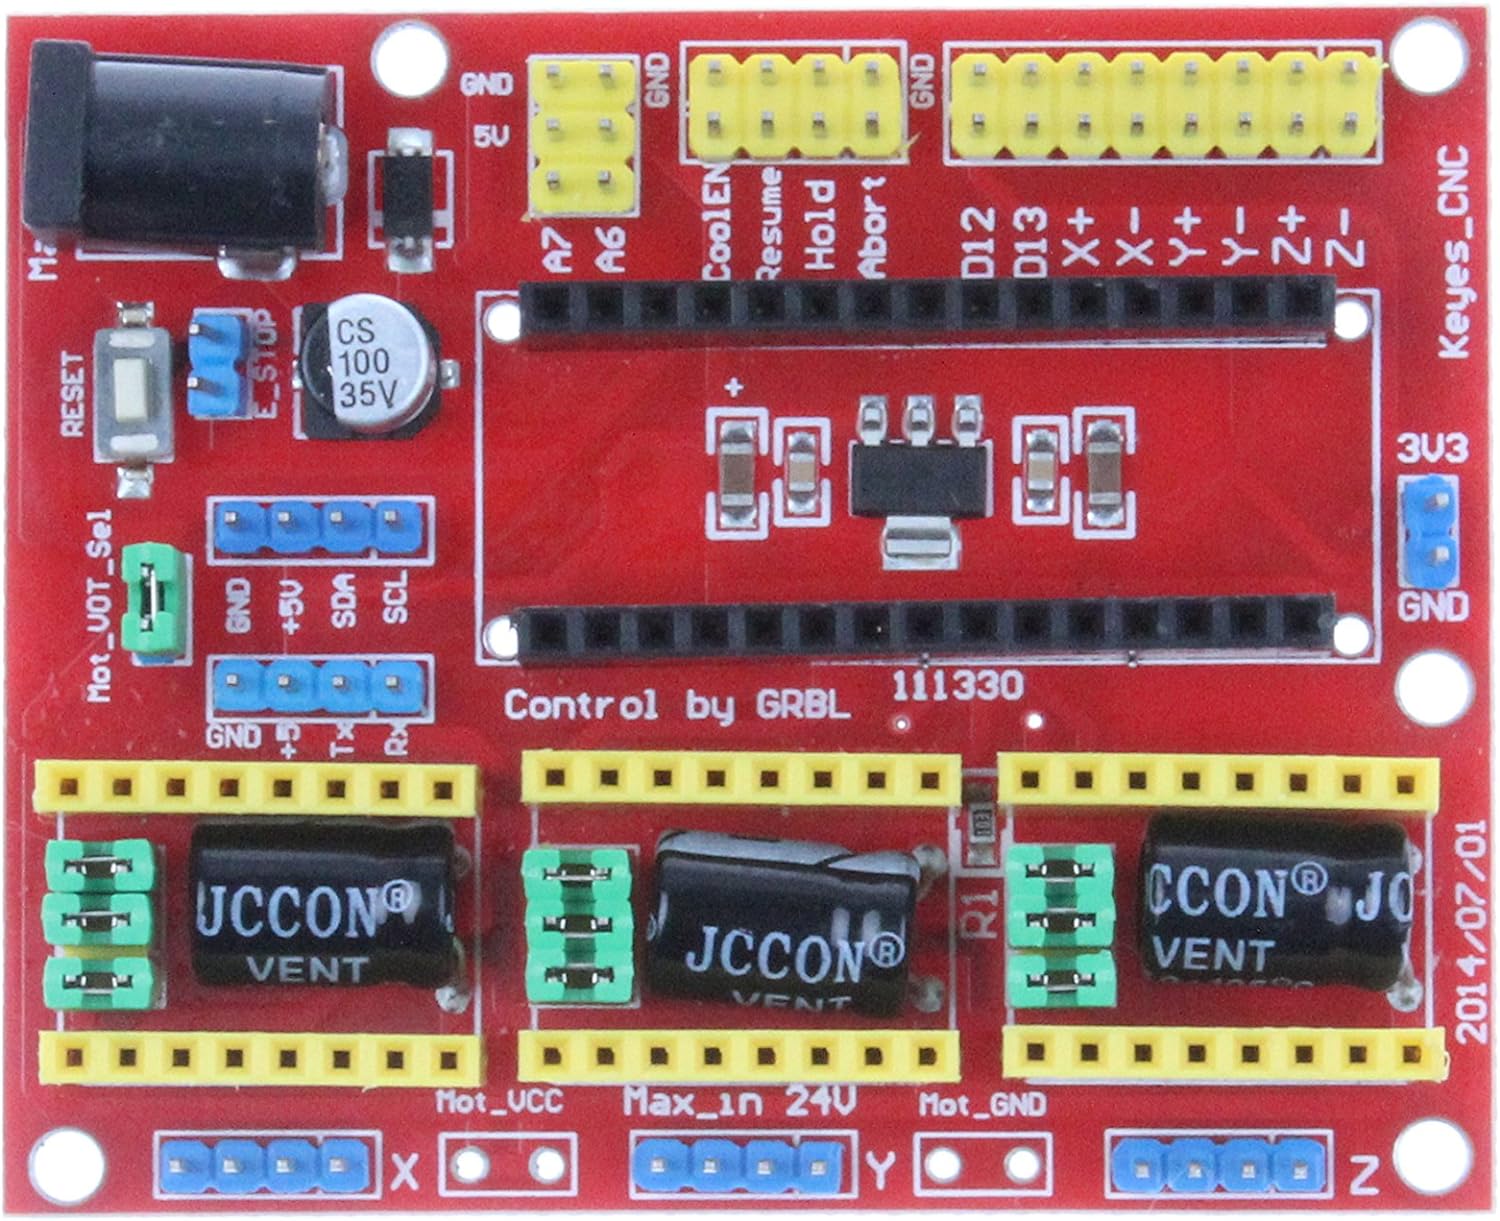 GND
5V
GND
GND
Ma
A7
A6
CoolEN
Resume
Hold
Abort
D12
D13
X+
X-
Y+
Y-
Z+
Z-
Keyes_CNC
RESET
E_STOP
CS
100
35V
+
3V3
GND
Mot_VOT_Sel
GND
+5V
SDA
SCL
GND
+5
Tx
Rx
Control by GRBL
111330
JCCON®
VENT
JCCON®
VENT
R1
CCON® JC
VENT
2014/07/01
Mot_VCC
Max_in 24V
Mot_GND
X
Y
Z